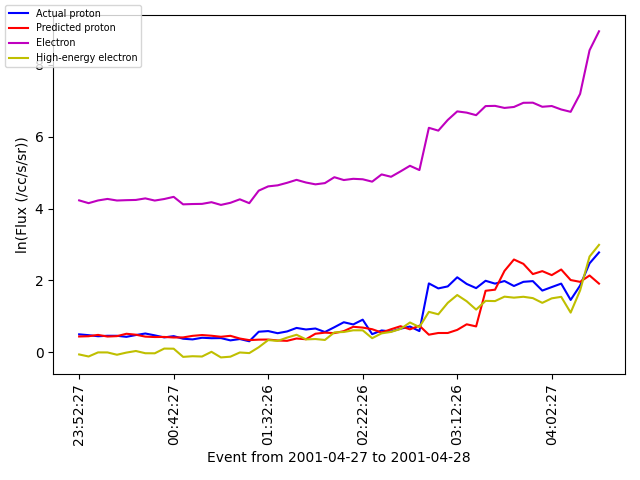 Actual proton
Predicted proton
Electron
High-energy electron
8
6
4
2
0
ln(Flux (/cc/s/sr))
23:52:27
00:42:27
01:32:26
02:22:26
03:12:26
04:02:27
Event from 2001-04-27 to 2001-04-28